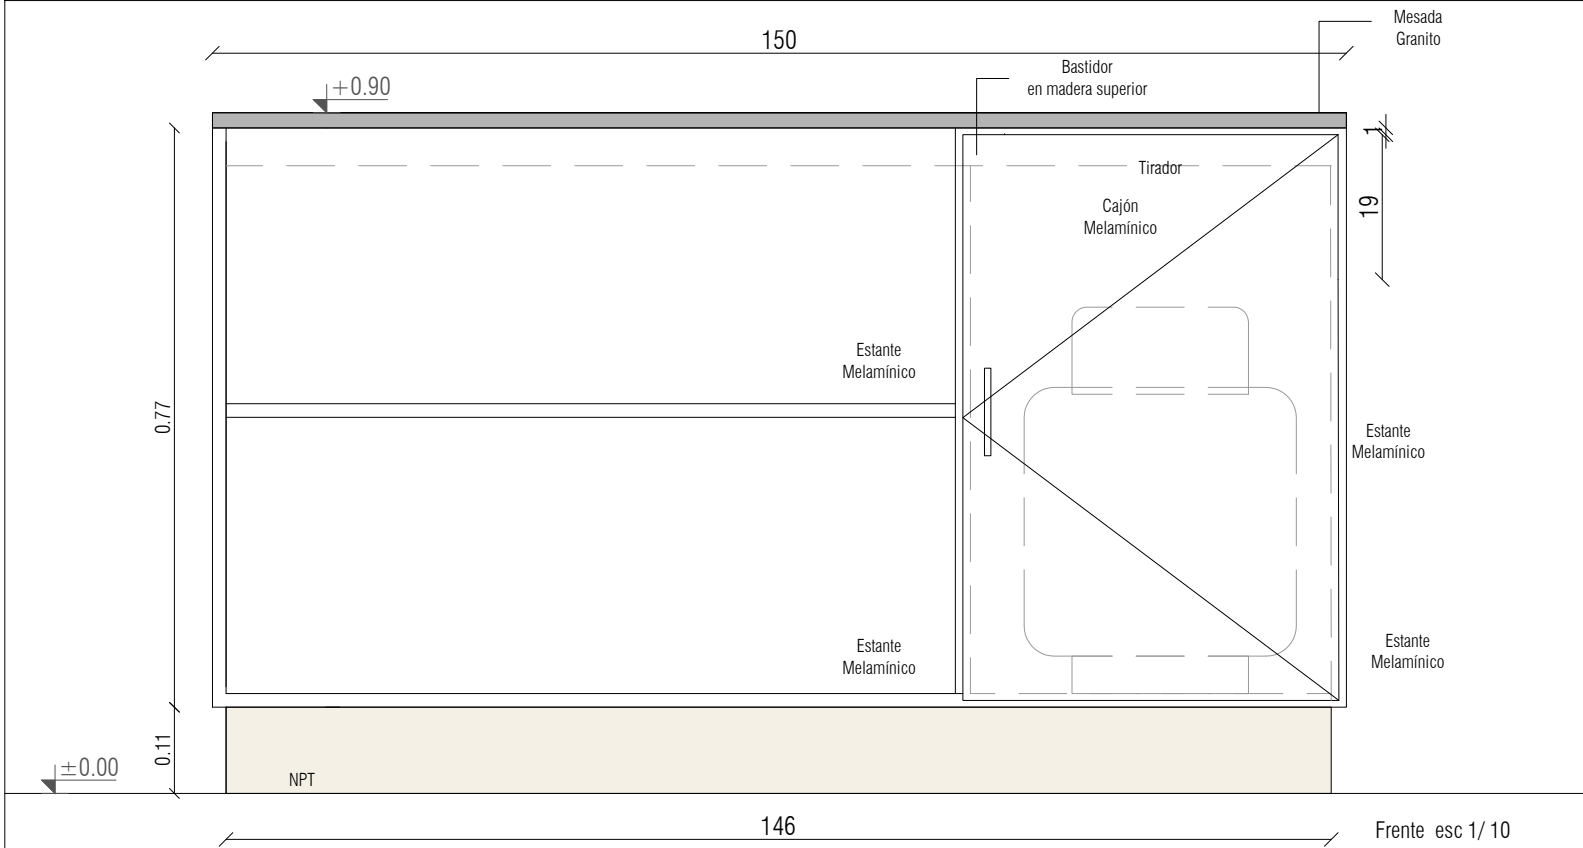 Mesada
Granito
150
Bastidor
en madera superior
+0.90
1
Tirador
19
Cajón
Melamínico
Estante
Melamínico
0.77
Estante
Melamínico
Estante
Melamínico
Estante
Melamínico
0.11
±0.00
NPT
146
Frente esc 1/ 10